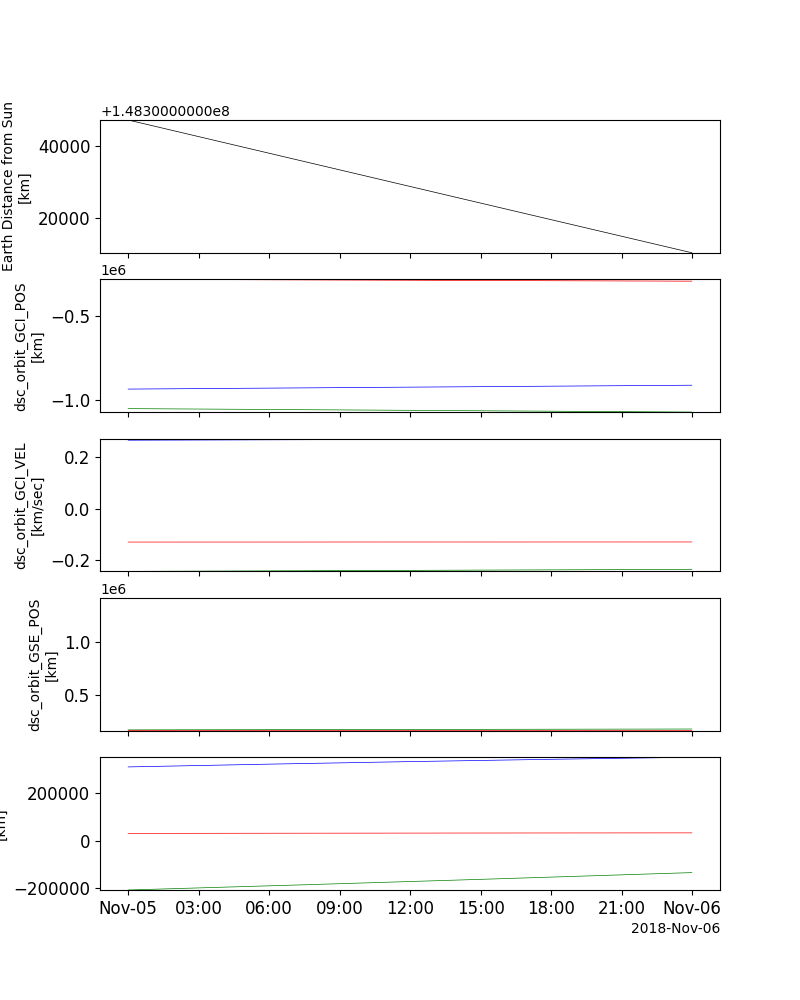 +1.4830000000e8
Earth Distance from Sun
[km]
40000
20000
1e6
dsc_orbit_GCI_POS
[km]
−0.5
−1.0
dsc_orbit_GCI_VEL
[km/sec]
0.2
0.0
−0.2
1e6
dsc_orbit_GSE_POS
[km]
1.0
0.5
[km]
200000
0
−200000
Nov-05 03:00 06:00 09:00 12:00 15:00 18:00 21:00 Nov-06
2018-Nov-06